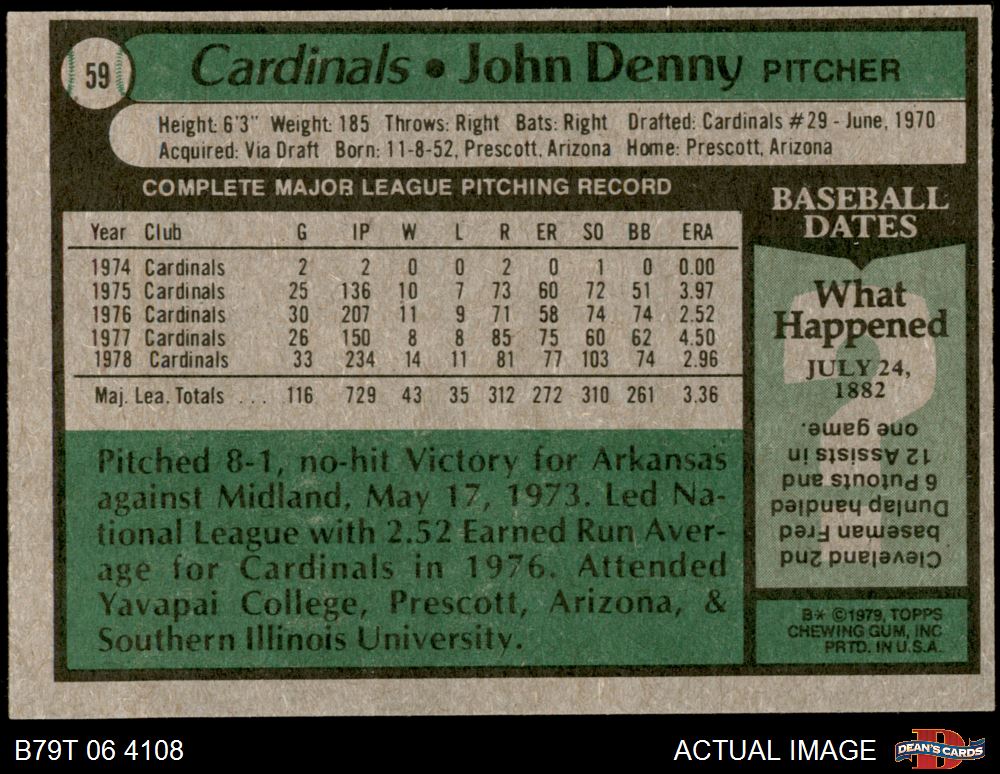 59
Cardinals • John Denny PITCHER
Height: 6'3" Weight: 185 Throws: Right Bats: Right Drafted: Cardinals #29 - June, 1970
Acquired: Via Draft Born: 11-8-52, Prescott, Arizona Home: Prescott, Arizona
COMPLETE MAJOR LEAGUE PITCHING RECORD
Year Club G IP W L R ER SO BB ERA
1974 Cardinals 2 2 0 0 2 0 1 0 0.00
1975 Cardinals 25 136 10 7 73 60 72 51 3.97
1976 Cardinals 30 207 11 9 71 58 74 74 2.52
1977 Cardinals 26 150 8 8 85 75 60 62 4.50
1978 Cardinals 33 234 14 11 81 77 103 74 2.96
Maj. Lea. Totals ... 116 729 43 35 312 272 310 261 3.36
Pitched 8-1, no-hit Victory for Arkansas
against Midland, May 17, 1973. Led Na-
tional League with 2.52 Earned Run Aver-
age for Cardinals in 1976. Attended
Yavapai College, Prescott, Arizona, &
Southern Illinois University.
BASEBALL
DATES
What
Happened
JULY 24,
1882
?
Cleveland 2nd
baseman Fred
Dunlap handled
6 Putouts and
12 Assists in
one game.
B* ©1979, TOPPS
CHEWING GUM, INC
PRTD. IN U.S.A.
B79T 06 4108
ACTUAL IMAGE
D
DEAN'S CARDS